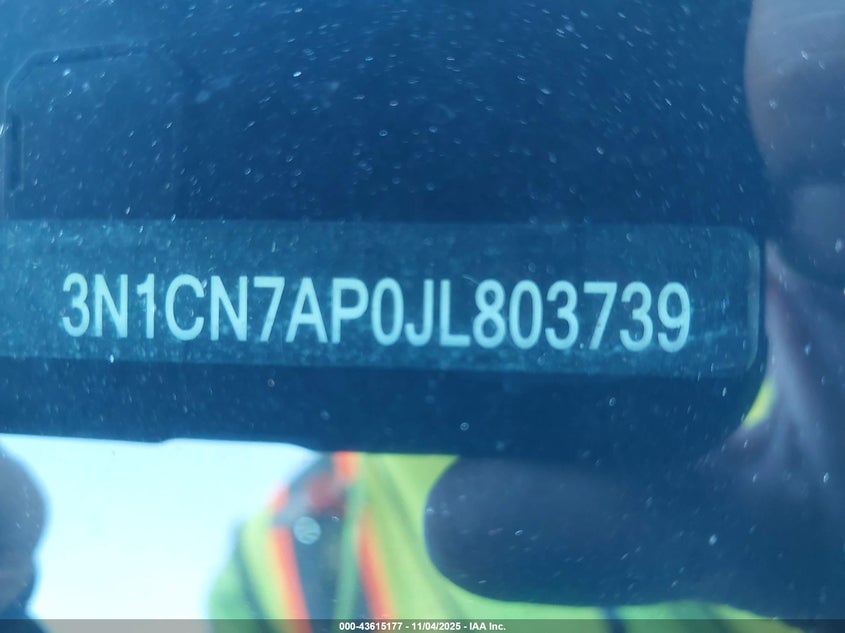 3N1CN7AP0JL803739
000-43615177 - 11/04/2025 - IAA Inc.